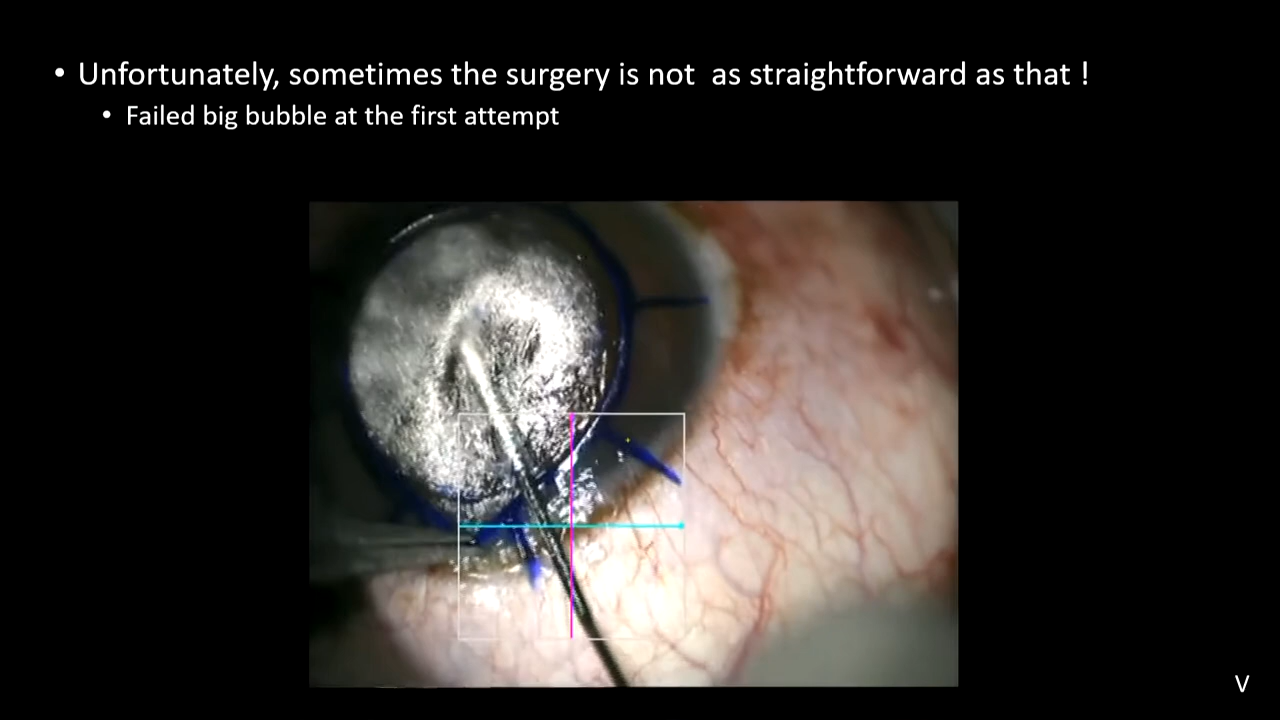 • Unfortunately, sometimes the surgery is not  as straightforward as that !
• Failed big bubble at the first attempt
V